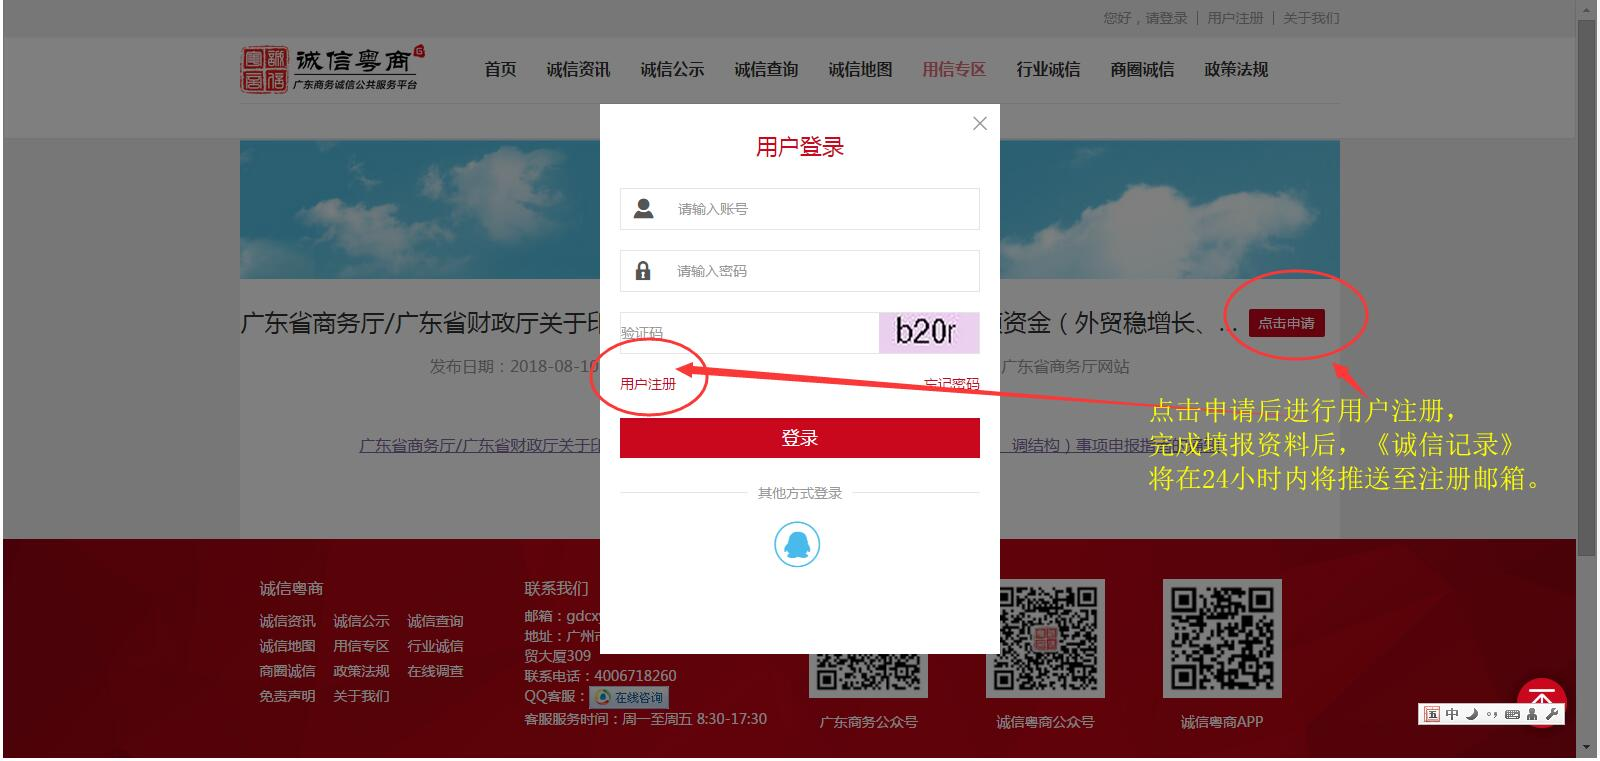 您好，请登录 | 用户注册 | 关于我们
誠信粤商
诚信粤商
广东商务诚信公共服务平台
首页 诚信资讯 诚信公示 诚信查询 诚信地图 用信专区 行业诚信 商圈诚信 政策法规
用户登录
请输入账号
请输入密码
验证码 b20r
用户注册 忘记密码
登录
其他方式登录
广东省商务厅/广东省财政厅关于印 资金（外贸稳增长、... 点击申请
发布日期：2018-08-10 广东省商务厅网站
广东省商务厅/广东省财政厅关于印 调结构）事项申报指
点击申请后进行用户注册，
完成填报资料后，《诚信记录》
将在24小时内将推送至注册邮箱。
诚信粤商
诚信资讯 诚信公示 诚信查询
诚信地图 用信专区 行业诚信
商圈诚信 政策法规 在线调查
免责声明 关于我们
联系我们
邮箱：gdcx
地址：广州市
贸大厦309
联系电话：4006718260
QQ客服： 在线咨询
客服服务时间：周一至周五 8:30-17:30
广东商务公众号
诚信粤商公众号
诚信粤商APP
五 中